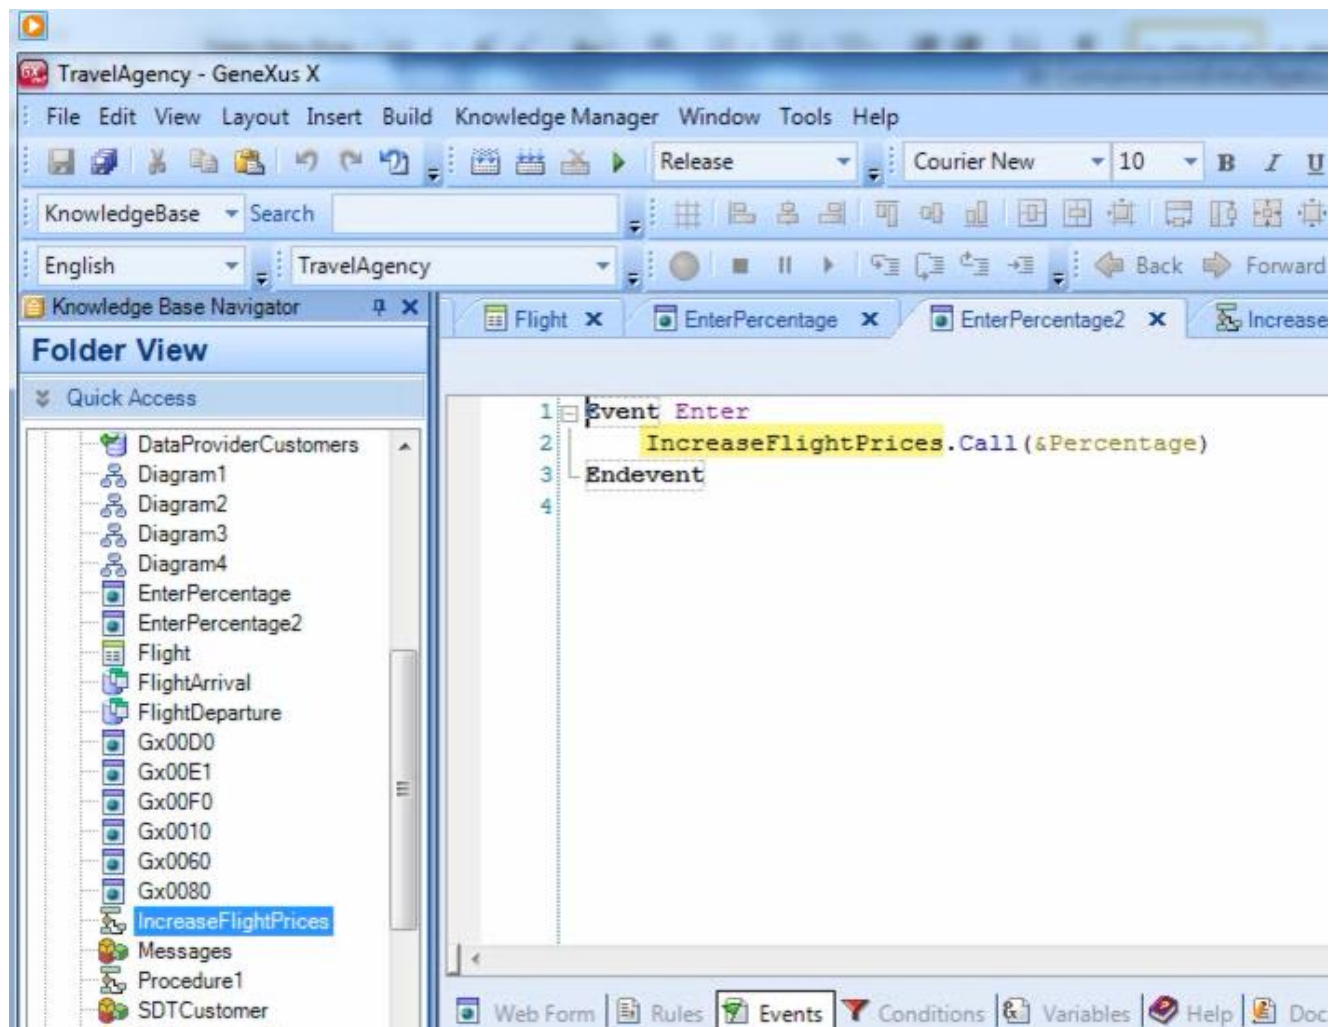 TravelAgency - GeneXus X
File Edit View Layout Insert Build Knowledge Manager Window Tools Help
Release Courier New 10 B I U
KnowledgeBase Search
English TravelAgency Back Forward
Knowledge Base Navigator
Flight EnterPercentage EnterPercentage2 Increase
Folder View
Quick Access
DataProviderCustomers
Diagram1
Diagram2
Diagram3
Diagram4
EnterPercentage
EnterPercentage2
Flight
FlightArrival
FlightDeparture
Gx00D0
Gx00E1
Gx00F0
Gx0010
Gx0060
Gx0080
IncreaseFlightPrices
Messages
Procedure1
SDTCustomer
1 Event Enter
2 IncreaseFlightPrices.Call(&Percentage)
3 Endevent
4
Web Form Rules Events Conditions Variables Help Doc